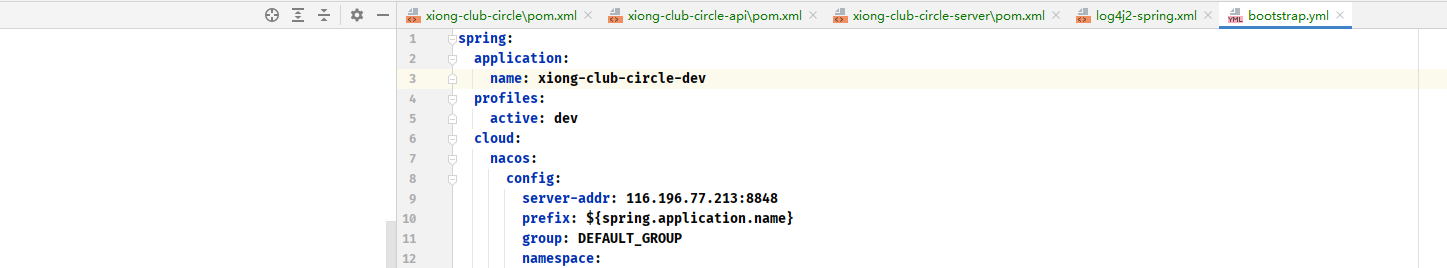 xiong-club-circle\pom.xml xiong-club-circle-api\pom.xml xiong-club-circle-server\pom.xml log4j2-spring.xml bootstrap.yml
1 spring:
2 application:
3 name: xiong-club-circle-dev
4 profiles:
5 active: dev
6 cloud:
7 nacos:
8 config:
9 server-addr: 116.196.77.213:8848
10 prefix: ${spring.application.name}
11 group: DEFAULT_GROUP
12 namespace: